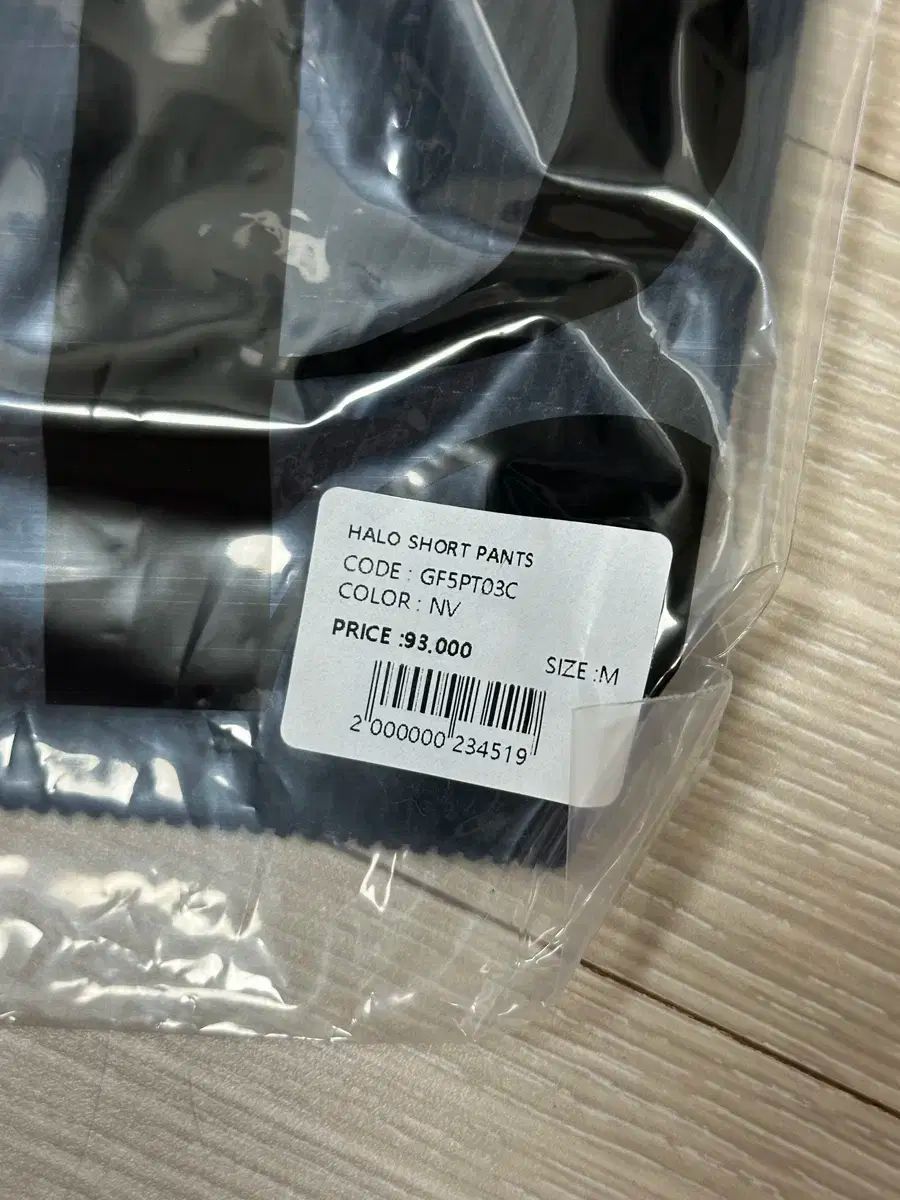 HALO SHORT PANTS
CODE : GF5PT03C
COLOR : NV
PRICE :93.000
SIZE :M
2 000000 234519